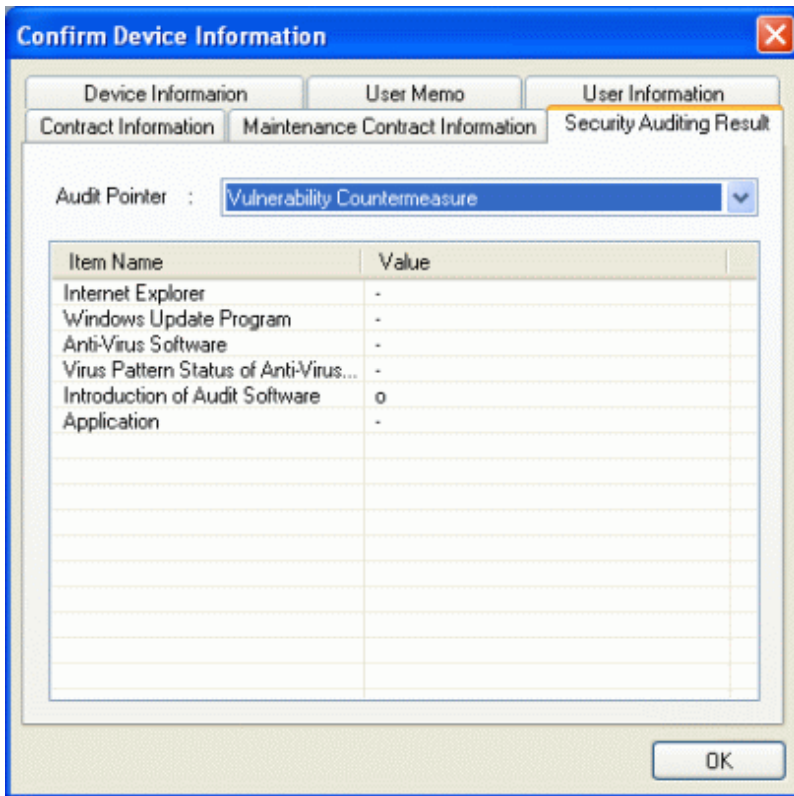 Confirm Device Information
Device Information User Memo User Information
Contract Information Maintenance Contract Information Security Auditing Result
Audit Pointer : Vulnerability Countermeasure
Item Name Value
Internet Explorer -
Windows Update Program -
Anti-Virus Software -
Virus Pattern Status of Anti-Virus... -
Introduction of Audit Software o
Application -
OK